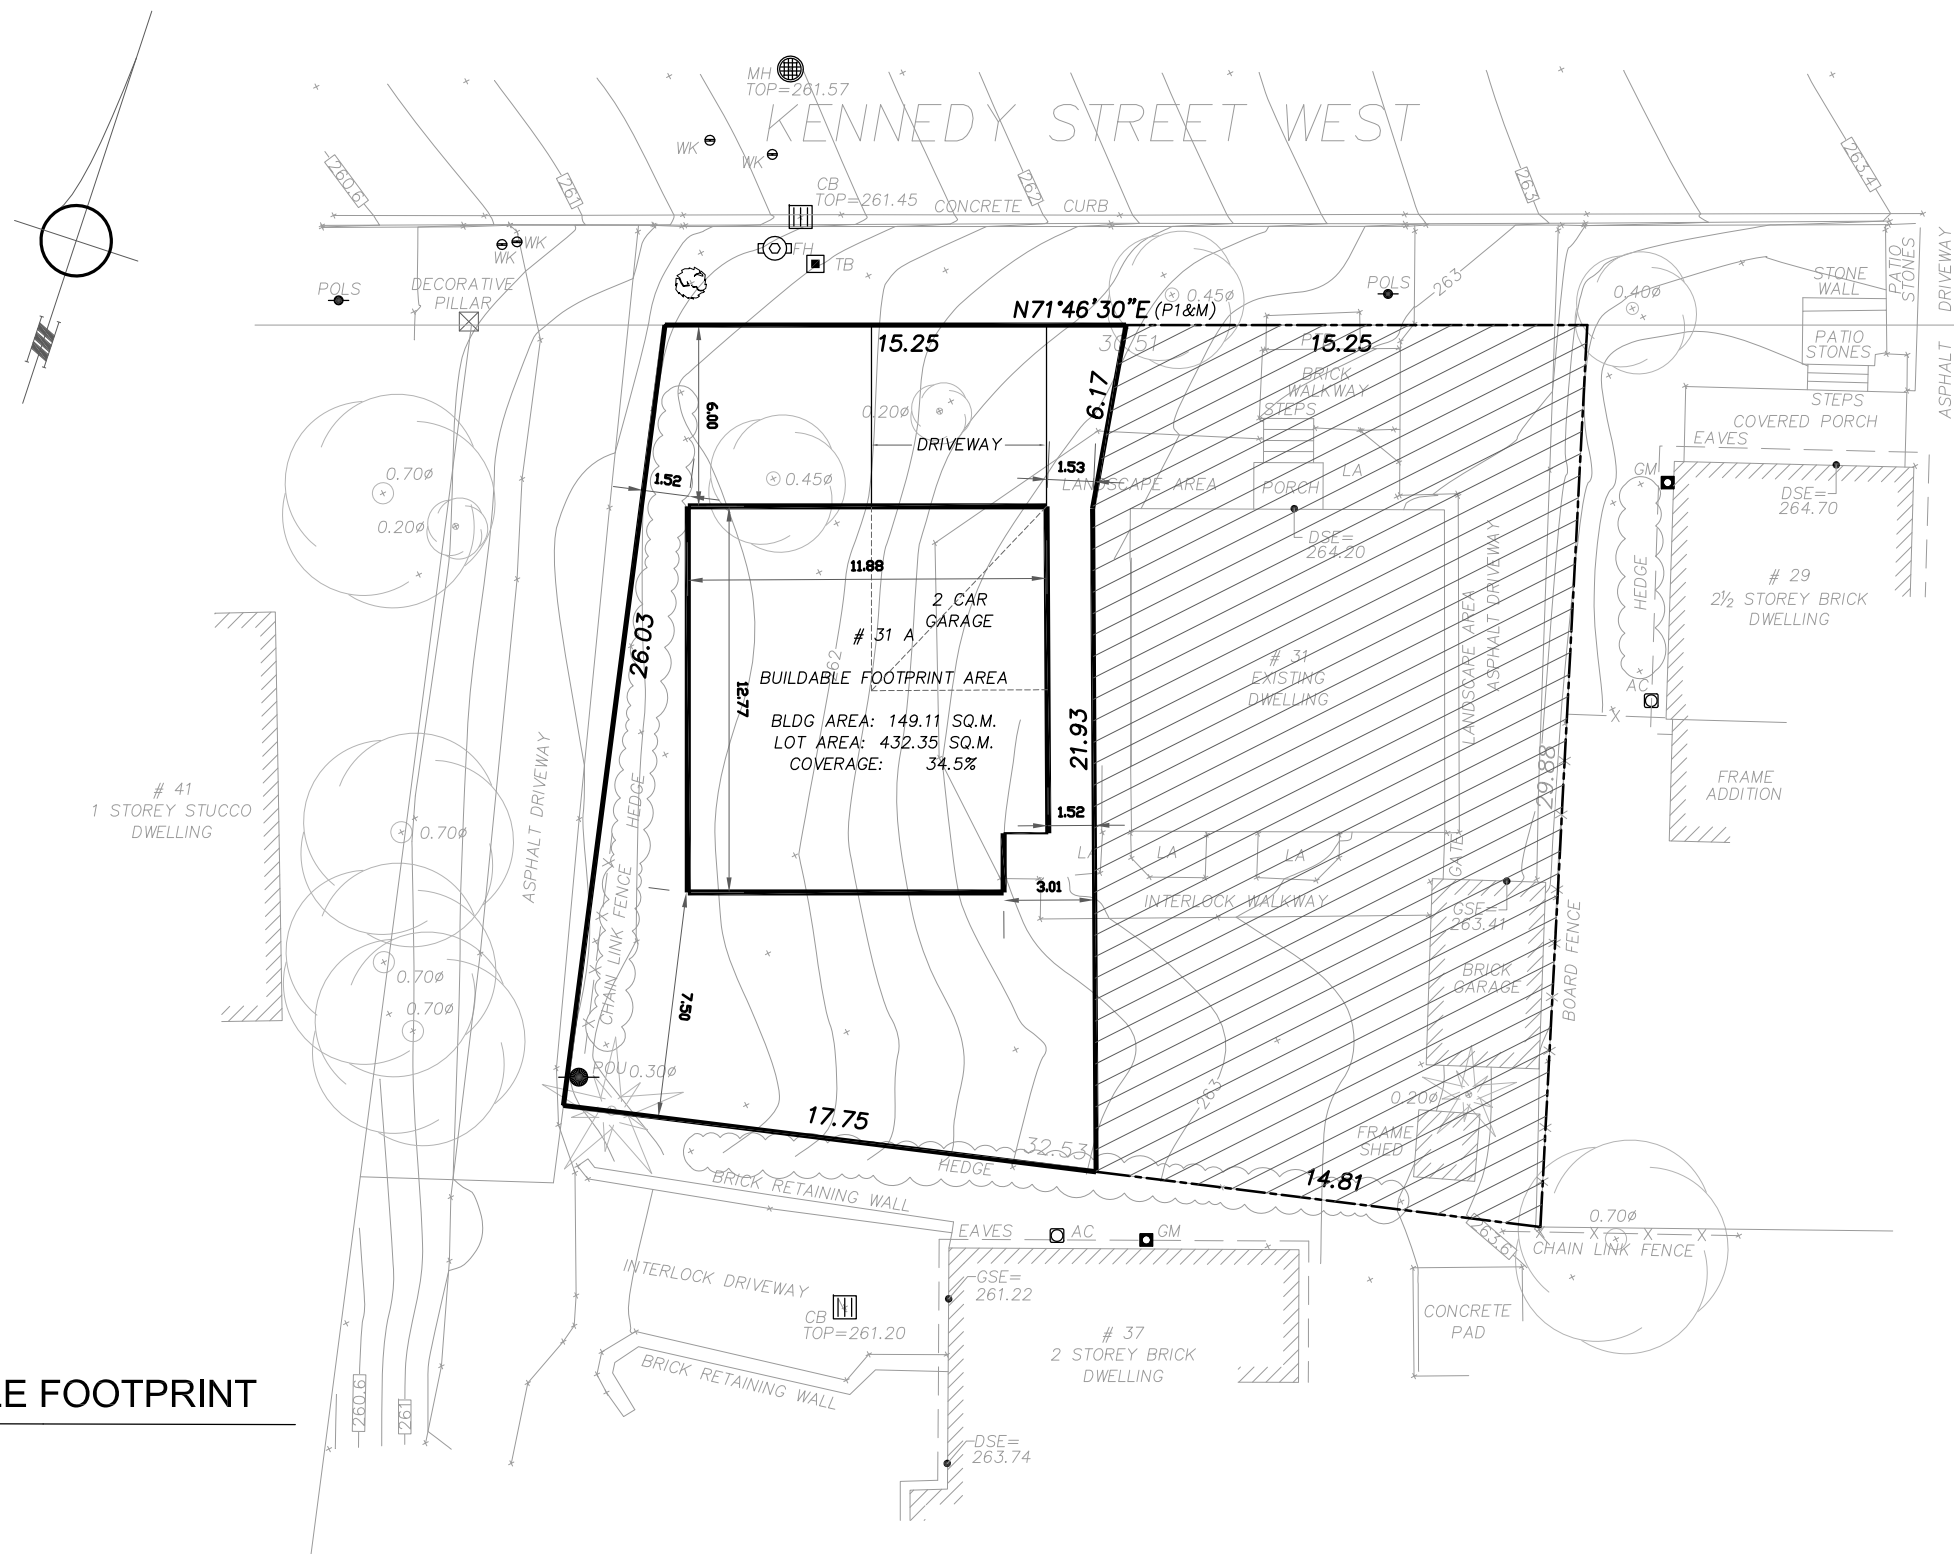 MH
TOP=261.57
KENNEDY STREET WEST
WK
WK
260.6
261
CB
TOP=261.45
262
263
263.4
CONCRETE CURB
WK
WK
FH
TB
POLS
DECORATIVE
PILLAR
N71°46'30"E (P1&M)
0.45ø
POLS
263
0.40ø
STONE
WALL
PATIO
STONES
ASPHALT DRIVEWAY
15.25
30.51
15.25
PATIO
STONES
BRICK
WALKWAY
STEPS
6.00
6.17
0.20ø
DRIVEWAY
STEPS
COVERED PORCH
EAVES
0.70ø
0.20ø
1.52
0.45ø
1.53
LANDSCAPE AREA
PORCH
LA
GM
DSE=
264.70
DSE=
264.20
11.88
2 CAR
GARAGE
# 31 A
26.03
BUILDABLE FOOTPRINT AREA
12.77
BLDG AREA: 149.11 SQ.M.
LOT AREA: 432.35 SQ.M.
COVERAGE: 34.5%
21.93
# 31
EXISTING
DWELLING
LANDSCAPE AREA
ASPHALT DRIVEWAY
HEDGE
# 29
2½ STOREY BRICK
DWELLING
AC
FRAME
ADDITION
29.88
# 41
1 STOREY STUCCO
DWELLING
ASPHALT DRIVEWAY
HEDGE
CHAIN LINK FENCE
0.70ø
1.52
LA
LA
LA
GATE
3.01
INTERLOCK WALKWAY
GSE=
263.41
BRICK
GARAGE
BOARD FENCE
0.70ø
0.70ø
7.50
POU
0.30ø
263
0.20ø
FRAME
SHED
17.75
32.53
HEDGE
14.81
BRICK RETAINING WALL
263.6
0.70ø
CHAIN LINK FENCE
EAVES
AC
GM
INTERLOCK DRIVEWAY
GSE=
261.22
CB
TOP=261.20
# 37
2 STOREY BRICK
DWELLING
CONCRETE
PAD
BRICK RETAINING WALL
E FOOTPRINT
260.6
261
DSE=
263.74